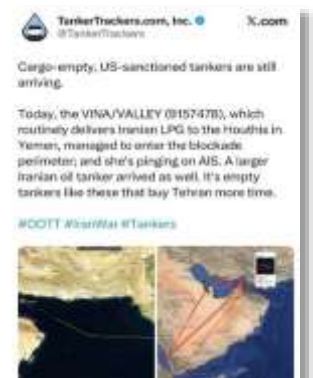 TankerTrackers.com, Inc.
X.com
@TankerTrackers
Cargo-empty, US-sanctioned tankers are still
arriving.
Today, the VINA/VALLEY (9157478), which
routinely delivers Iranian LPG to the Houthis in
Yemen, managed to enter the blockade
perimeter; and she's pinging on AIS. A larger
Iranian oil tanker arrived as well. It's empty
tankers like these that buy Tehran more time.
#OOTT #IranWar #Tankers